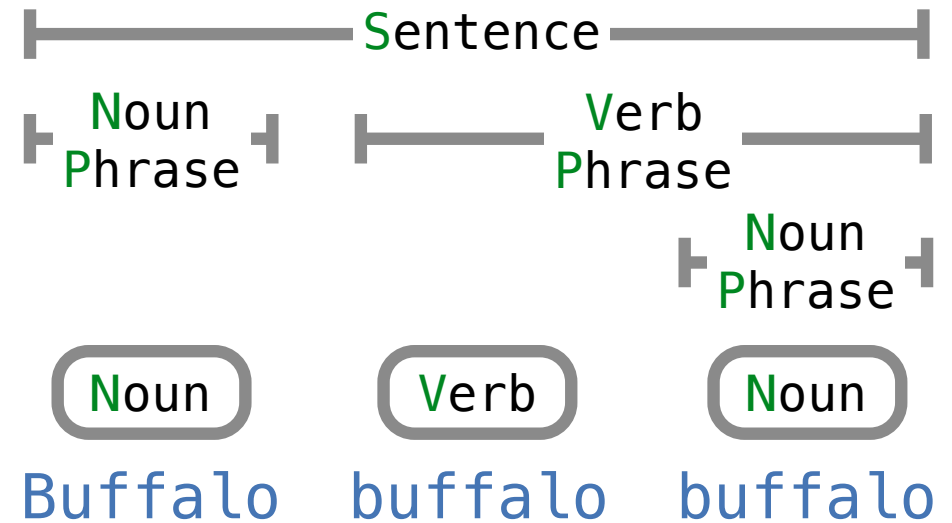 Sentence
Noun Phrase
Verb Phrase
Noun Phrase
Noun Verb Noun
Buffalo buffalo buffalo